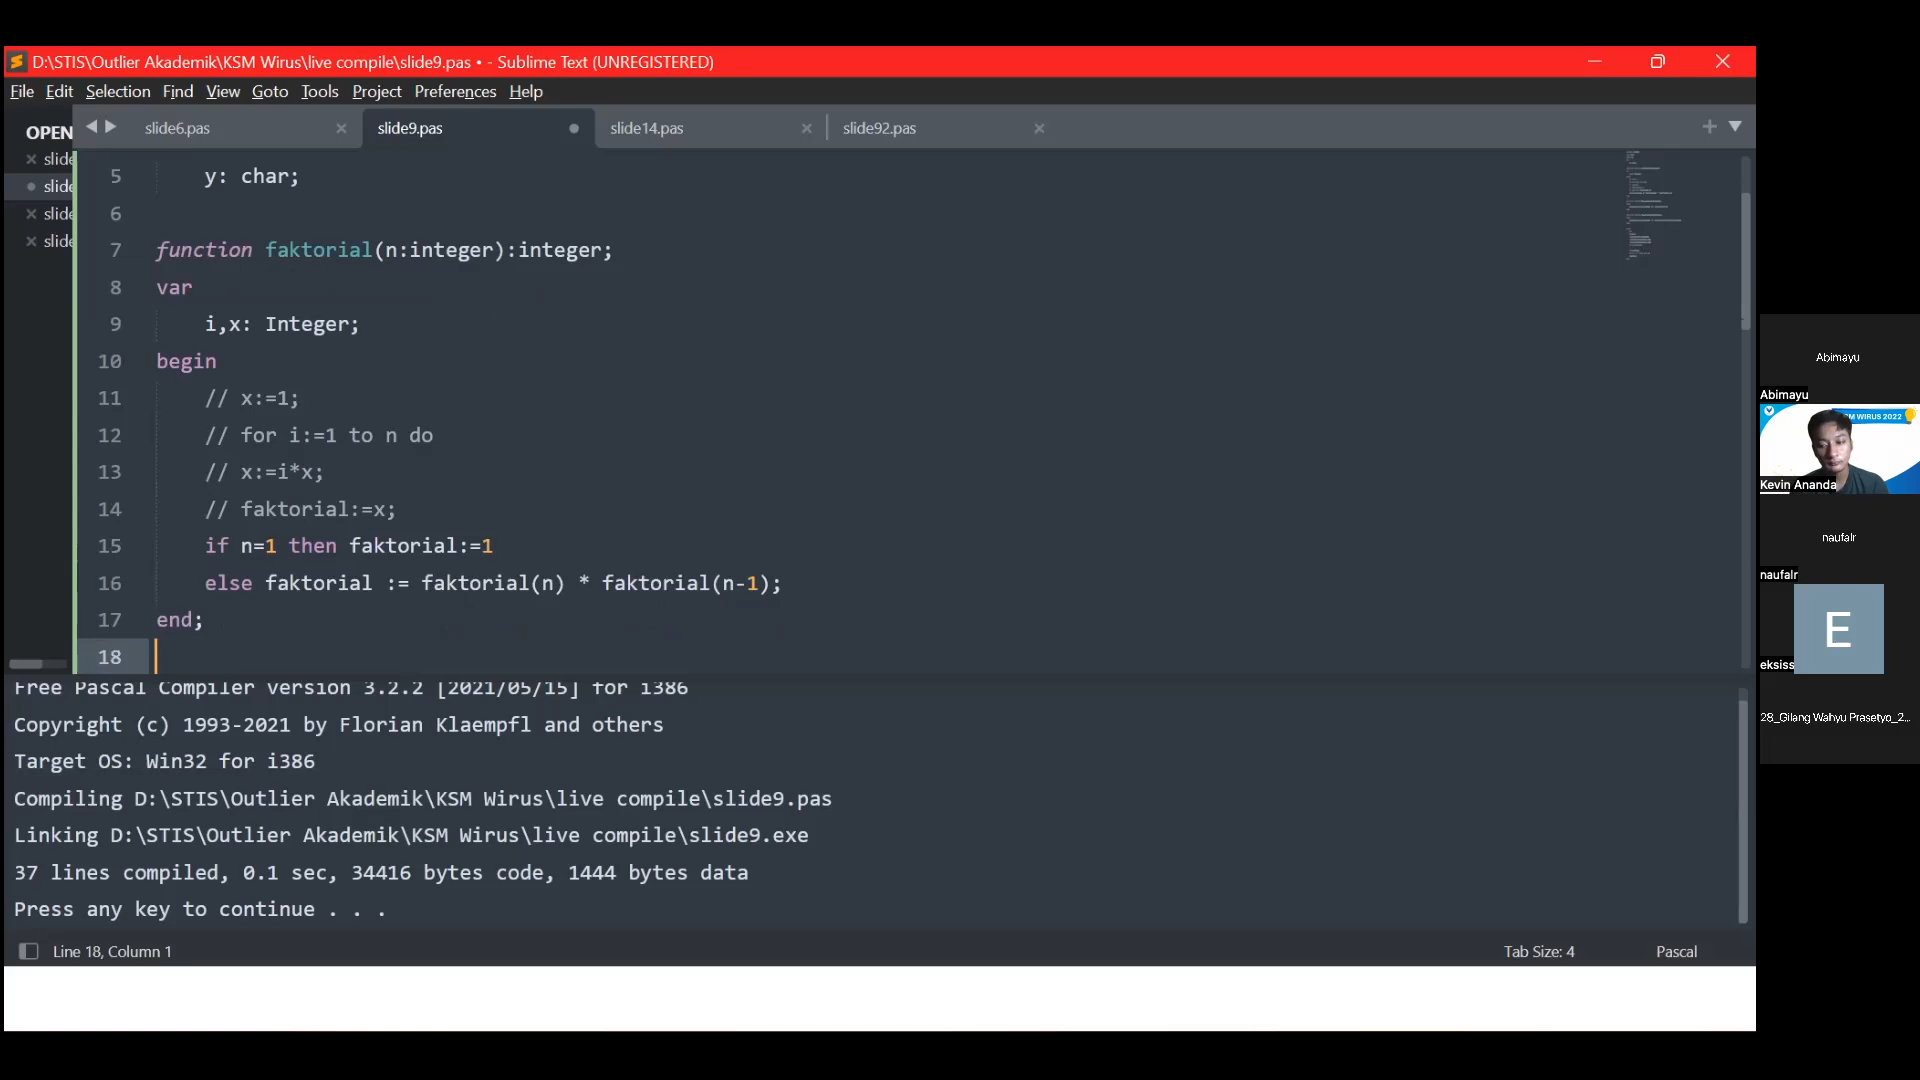 D:\STIS\Outlier Akademik\KSM Wirus\live compile\slide9.pas • - Sublime Text (UNREGISTERED)
File Edit Selection Find View Goto Tools Project Preferences Help
OPEN
slide
slide
slide
slide
slide6.pas
slide9.pas
slide14.pas
slide92.pas
5 y: char;
6
7 function faktorial(n:integer):integer;
8 var
9 i,x: Integer;
10 begin
11 // x:=1;
12 // for i:=1 to n do
13 // x:=i*x;
14 // faktorial:=x;
15 if n=1 then faktorial:=1
16 else faktorial := faktorial(n) * faktorial(n-1);
17 end;
18
Free Pascal Compiler version 3.2.2 [2021/05/15] for i386
Copyright (c) 1993-2021 by Florian Klaempfl and others
Target OS: Win32 for i386
Compiling D:\STIS\Outlier Akademik\KSM Wirus\live compile\slide9.pas
Linking D:\STIS\Outlier Akademik\KSM Wirus\live compile\slide9.exe
37 lines compiled, 0.1 sec, 34416 bytes code, 1444 bytes data
Press any key to continue . . .
Line 18, Column 1
Tab Size: 4
Pascal
Abimayu
Abimayu
M WIRUS 2022
Kevin Ananda
naufalr
naufalr
E
eksiss
28_Gilang Wahyu Prasetyo_2...